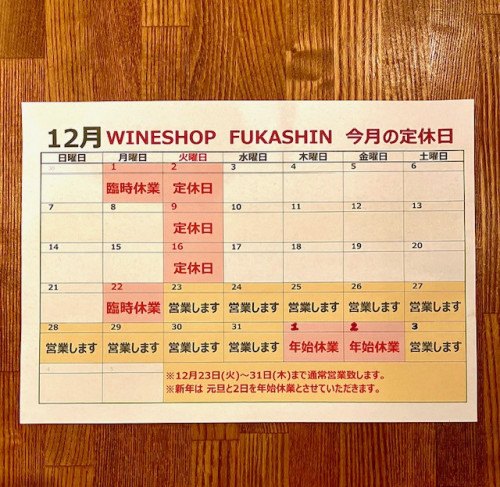 12月 WINESHOP FUKASHIN 今月の定休日
日曜日 月曜日 火曜日 水曜日 木曜日 金曜日 土曜日
1 2 3 4 5 6
臨時休業 定休日
7 8 9 10 11 12 13
定休日
14 15 16 17 18 19 20
定休日
21 22 23 24 25 26 27
臨時休業 営業します 営業します 営業します 営業します 営業します
28 29 30 31 1 2 3
営業します 営業します 営業します 営業します 年始休業 年始休業 営業します
※12月23日(火)～31日(木)まで通常営業致します。
※新年は 元旦と2日を年始休業とさせていただきます。